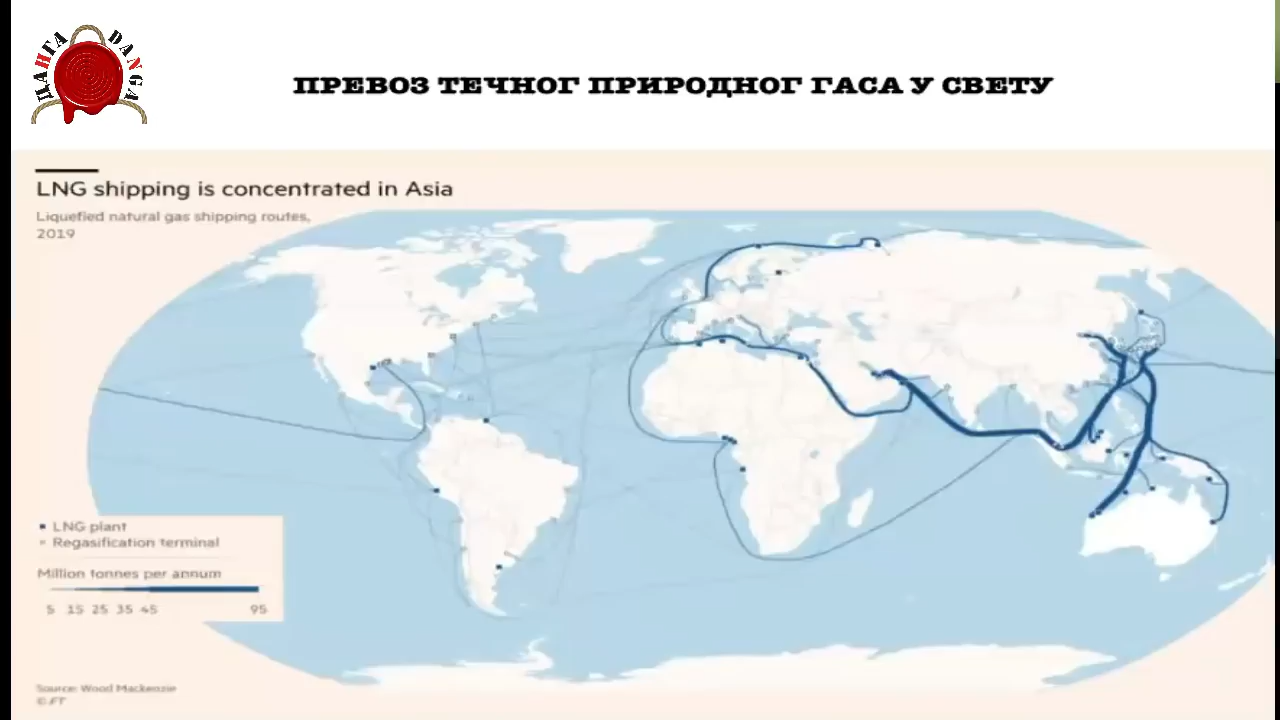 ДАНГА DANGA
ПРЕВОЗ ТЕЧНОГ ПРИРОДНОГ ГАСА У СВЕТУ
LNG shipping is concentrated in Asia
Liquefied natural gas shipping routes,
2019
LNG plant
Regasification terminal
Million tonnes per annum
5 15 25 35 45 95
Source: Wood Mackenzie
© FT